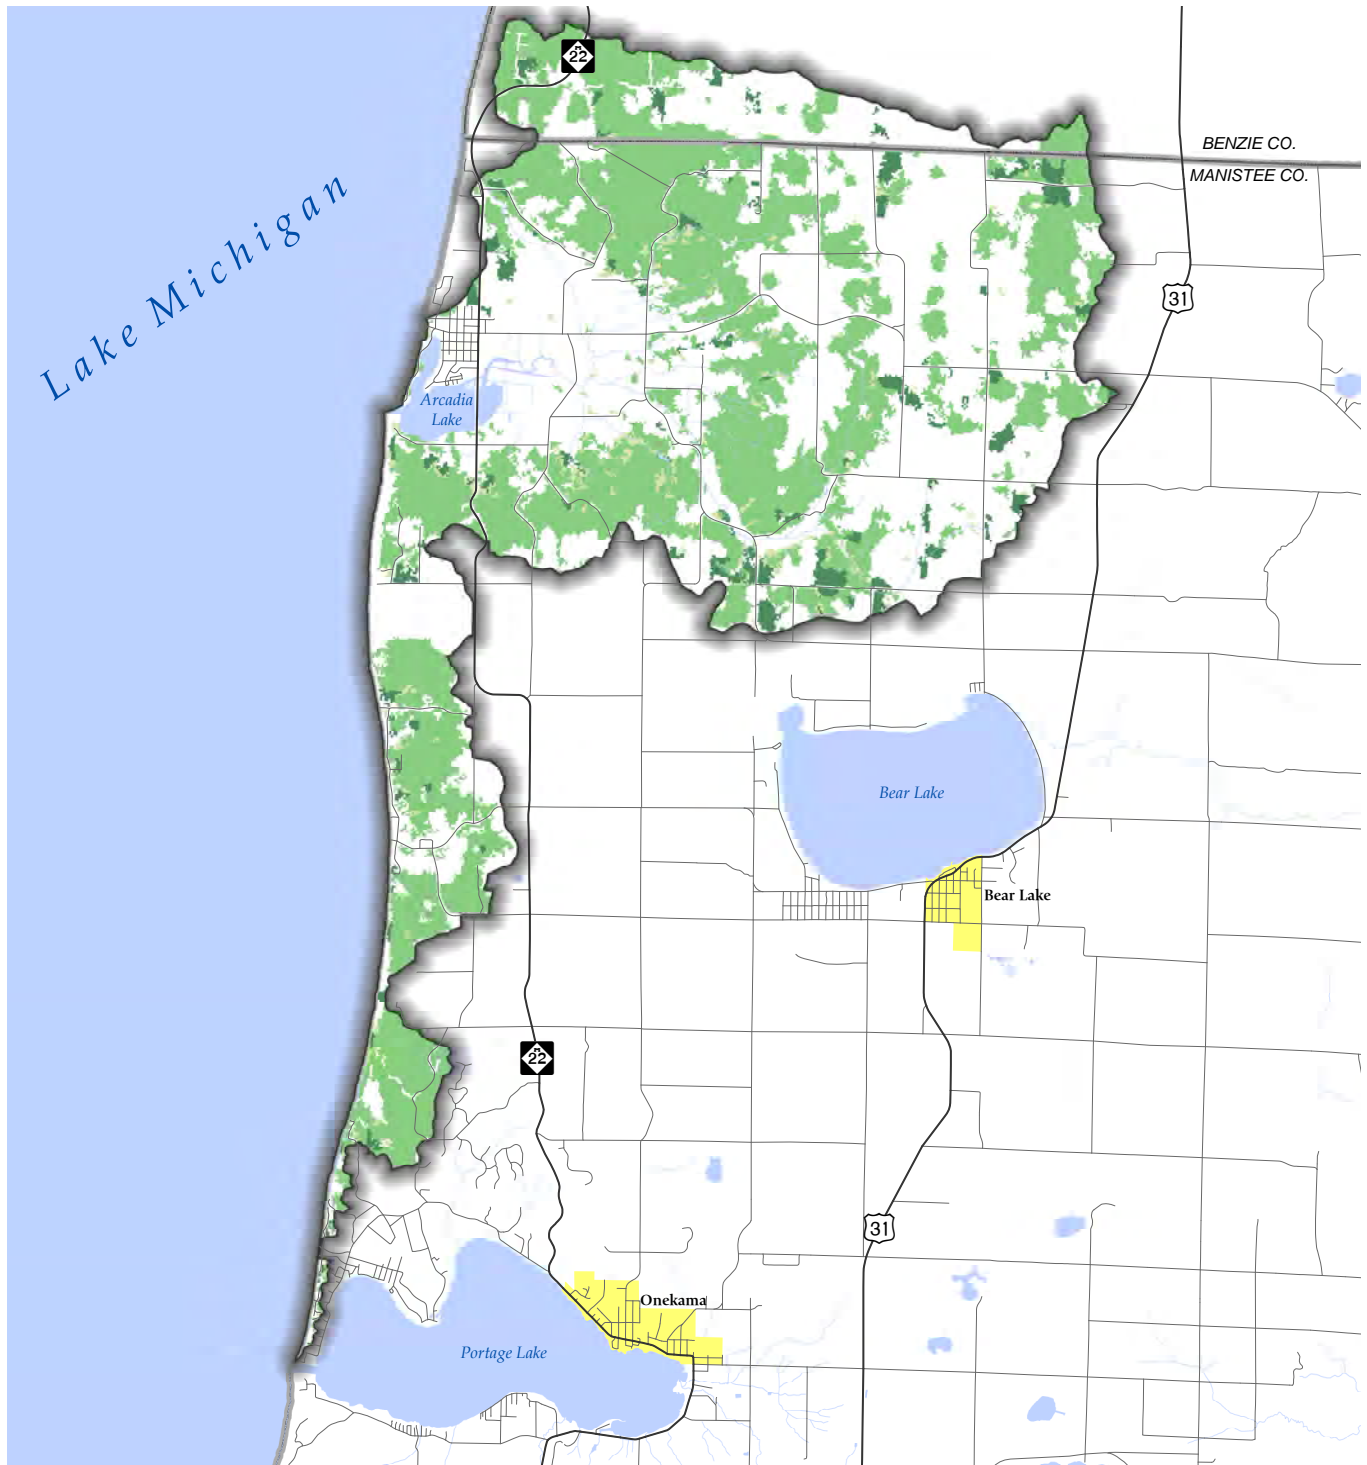 M
22
BENZIE CO.
MANISTEE CO.
Lake Michigan
31
Arcadia
Lake
Bear Lake
Bear Lake
M
22
31
Onekama
Portage Lake